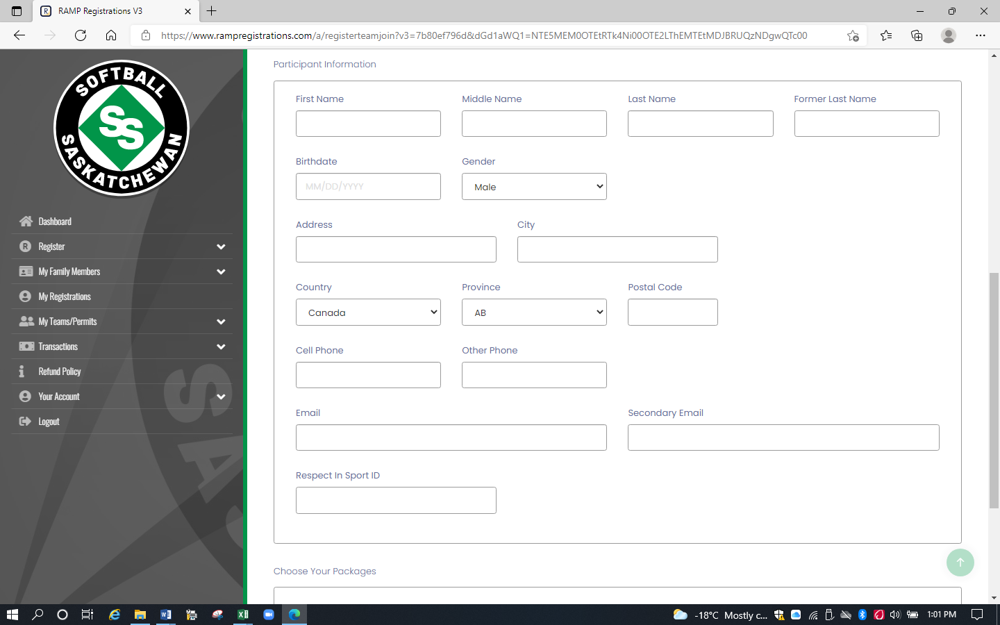 RAMP Registrations V3
https://www.rampregistrations.com/a/registerteamjoin?v3=7b80ef796d&dGd1aWQ1=NTE5MEM0OTEtRTk4Ni00OTE2LThEMTEtMDJBRUQzNDgwQTc00
SOFTBALL
SS
SASKATCHEWAN
Dashboard
R Register
My Family Members
My Registrations
My Teams/Permits
Transactions
Refund Policy
Your Account
Logout
Participant Information
First Name Middle Name Last Name Former Last Name
Birthdate Gender
MM/DD/YYYY Male
Address City
Country Province Postal Code
Canada AB
Cell Phone Other Phone
Email Secondary Email
Respect In Sport ID
Choose Your Packages
-18°C Mostly c... 1:01 PM